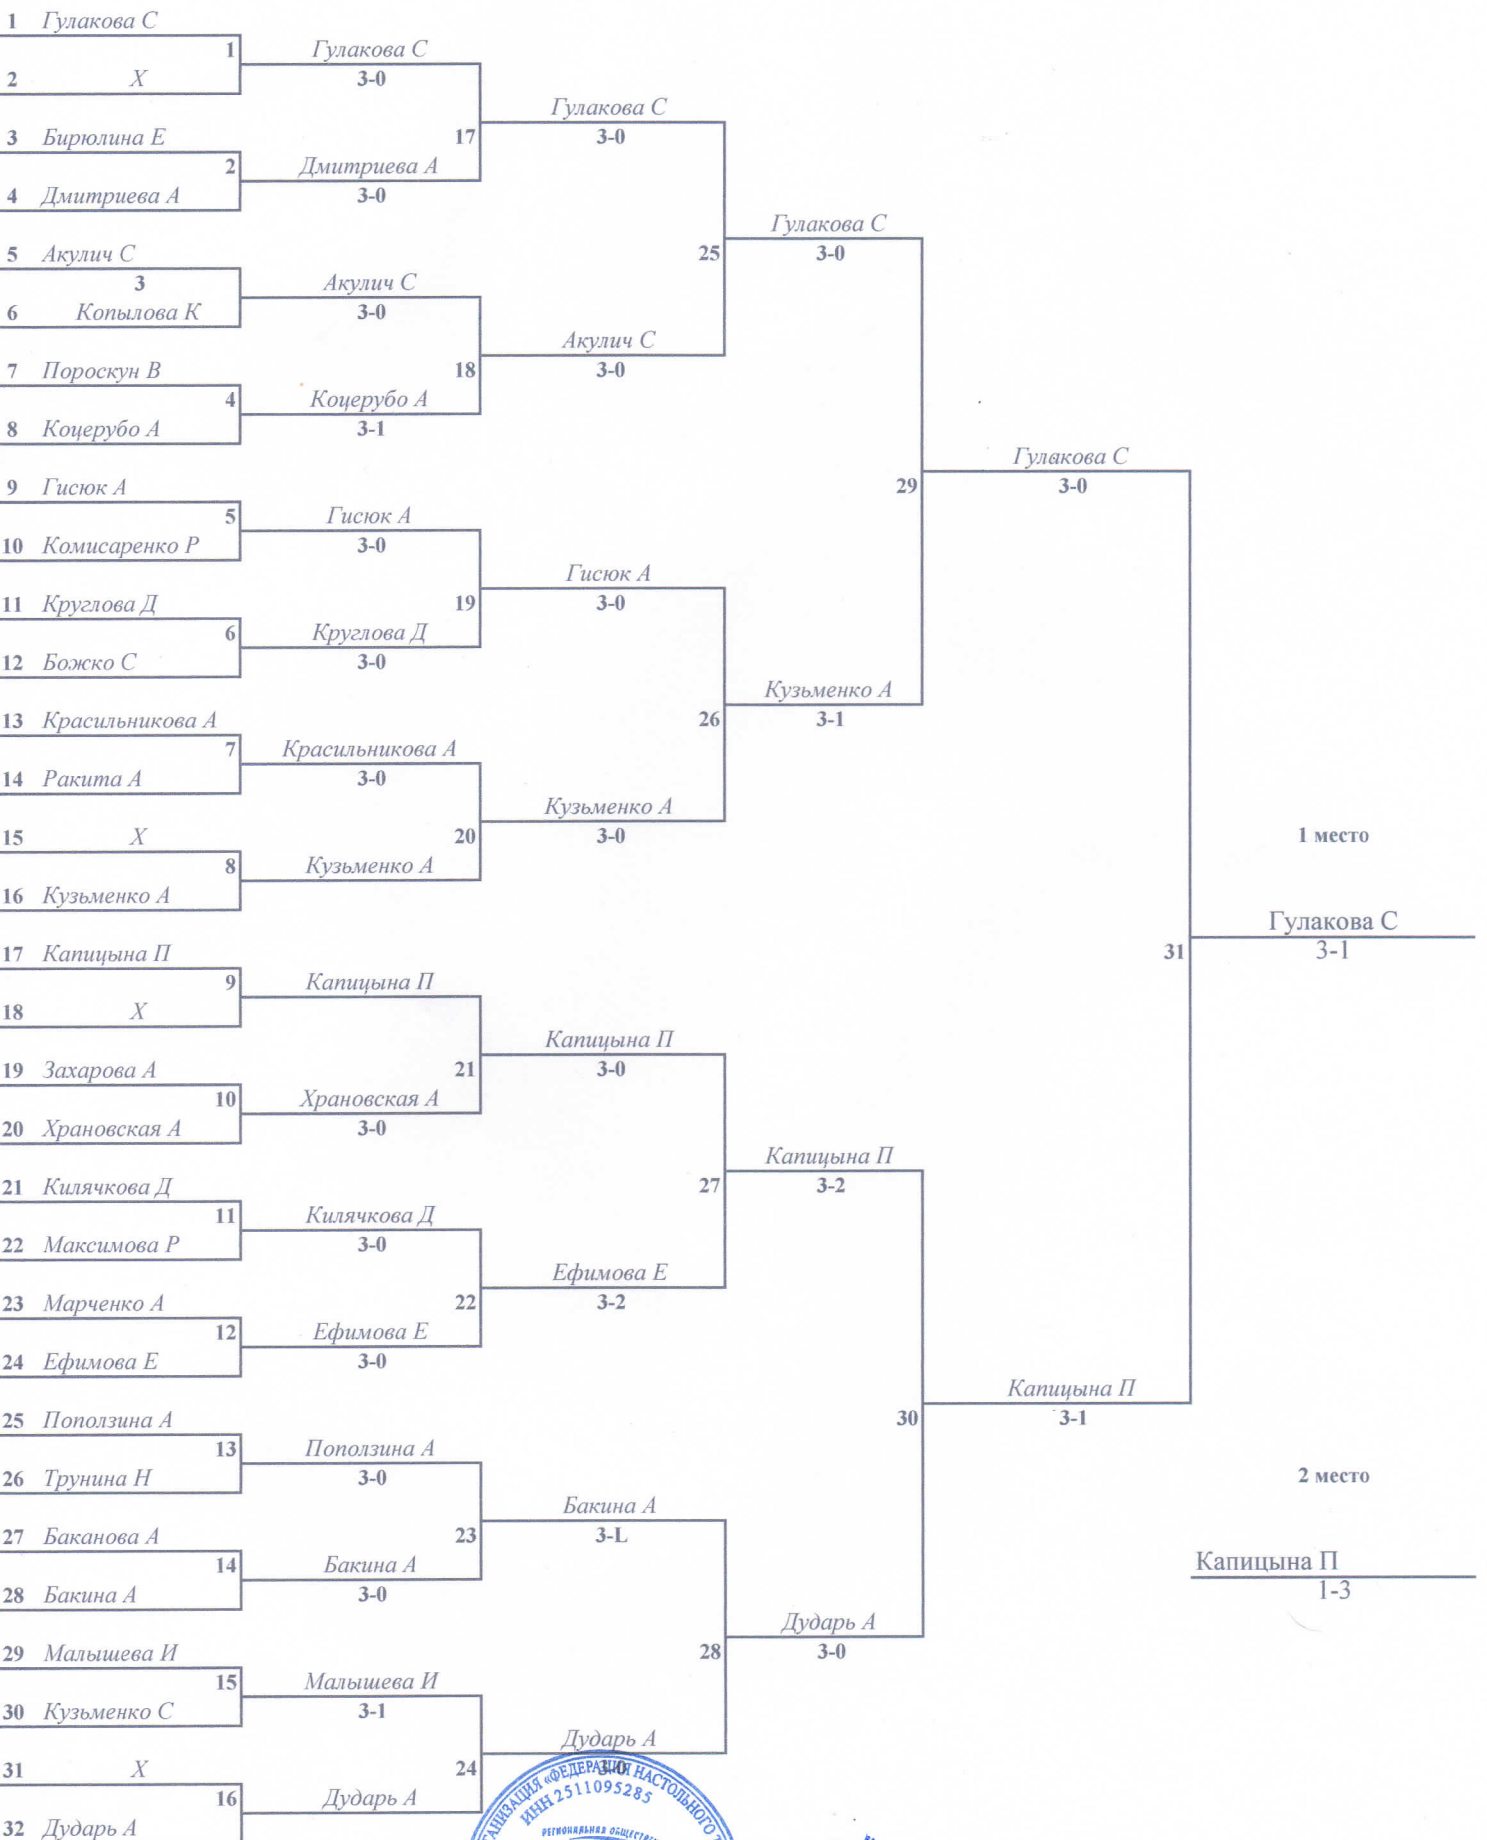 1 Гулакова С
1 Гулакова С
2 X 3-0
Гулакова С
3 Бирюлина Е 17 3-0
2 Дмитриева А
4 Дмитриева А 3-0
Гулакова С
5 Акулич С 25 3-0
3 Акулич С
6 Копылова К 3-0
Акулич С
7 Пороскун В 18 3-0
4 Коцерубо А
8 Коцерубо А 3-1
Гулакова С
9 Гисюк А 29 3-0
5 Гисюк А
10 Комисаренко Р 3-0
Гисюк А
11 Круглова Д 19 3-0
6 Круглова Д
12 Божко С 3-0
Кузьменко А
13 Красильникова А 26 3-1
7 Красильникова А
14 Ракита А 3-0
Кузьменко А
15 X 20 3-0 1 место
8 Кузьменко А
16 Кузьменко А
Гулакова С
17 Капицына П 31 3-1
9 Капицына П
18 X
Капицына П
19 Захарова А 21 3-0
10 Храновская А
20 Храновская А 3-0
Капицына П
21 Килячкова Д 27 3-2
11 Килячкова Д
22 Максимова Р 3-0
Ефимова Е
23 Марченко А 22 3-2
12 Ефимова Е
24 Ефимова Е 3-0
Капицына П
25 Поползина А 30 3-1
13 Поползина А
26 Трунина Н 3-0 2 место
Бакина А
27 Баканова А 23 3-L
14 Бакина А Капицына П
28 Бакина А 3-0 1-3
Дударь А
29 Малышева И 28 3-0
15 Малышева И
30 Кузьменко С 3-1
Дударь А
31 X 24 3-0
16 Дударь А
32 Дударь А
«ФЕДЕРАЦИЯ НАСТОЛЬНОГО
ИНН 2511095285